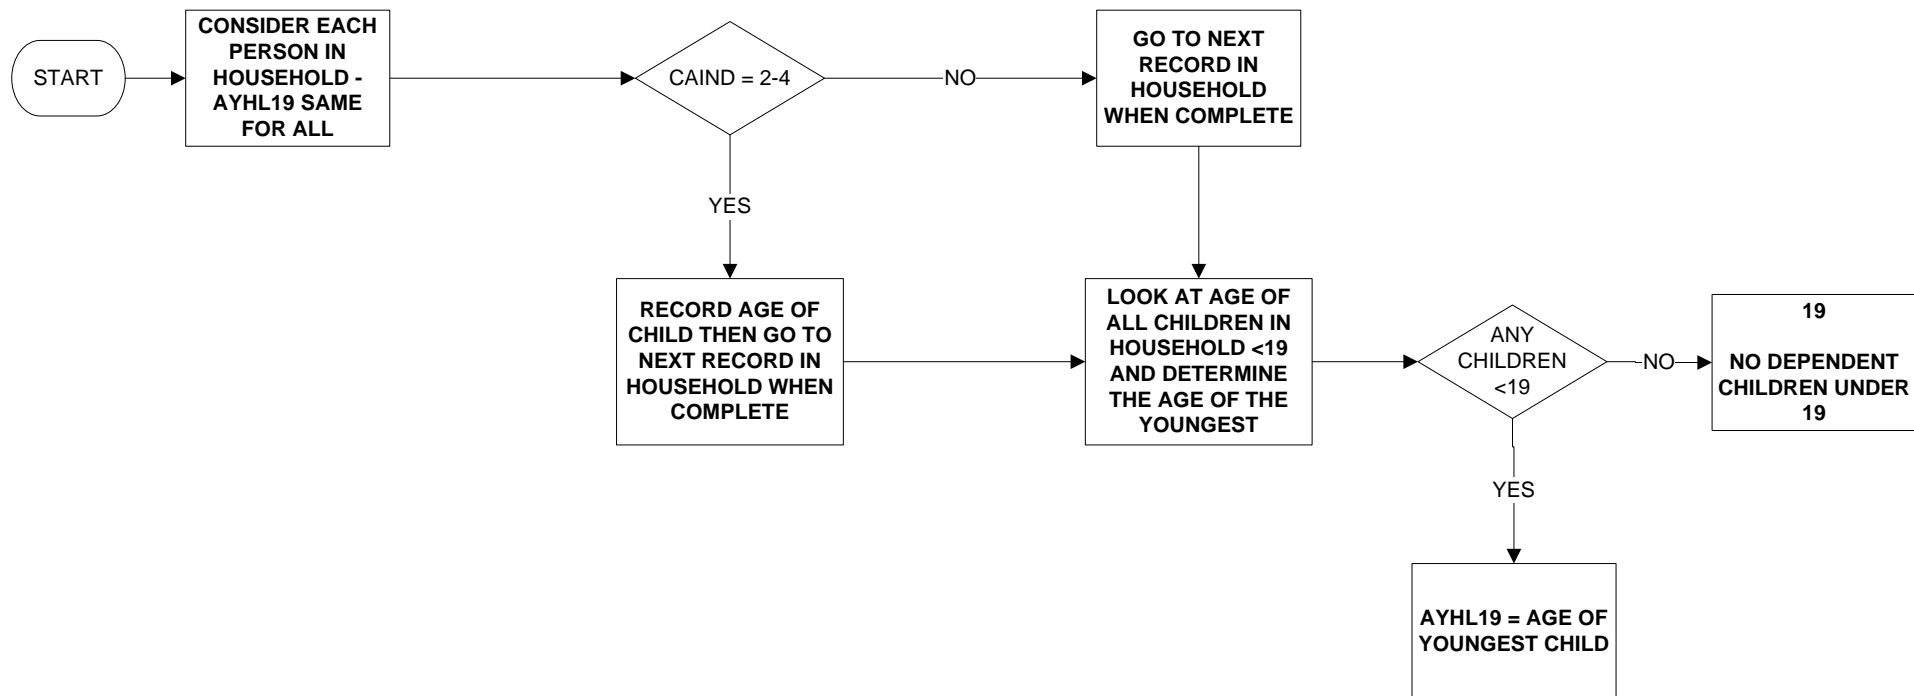 START
CONSIDER EACH
PERSON IN
HOUSEHOLD -
AYHL19 SAME
FOR ALL
CAIND = 2-4
NO
GO TO NEXT
RECORD IN
HOUSEHOLD
WHEN COMPLETE
YES
RECORD AGE OF
CHILD THEN GO TO
NEXT RECORD IN
HOUSEHOLD WHEN
COMPLETE
LOOK AT AGE OF
ALL CHILDREN IN
HOUSEHOLD <19
AND DETERMINE
THE AGE OF THE
YOUNGEST
ANY
CHILDREN
<19
NO
19
NO DEPENDENT
CHILDREN UNDER
19
YES
AYHL19 = AGE OF
YOUNGEST CHILD